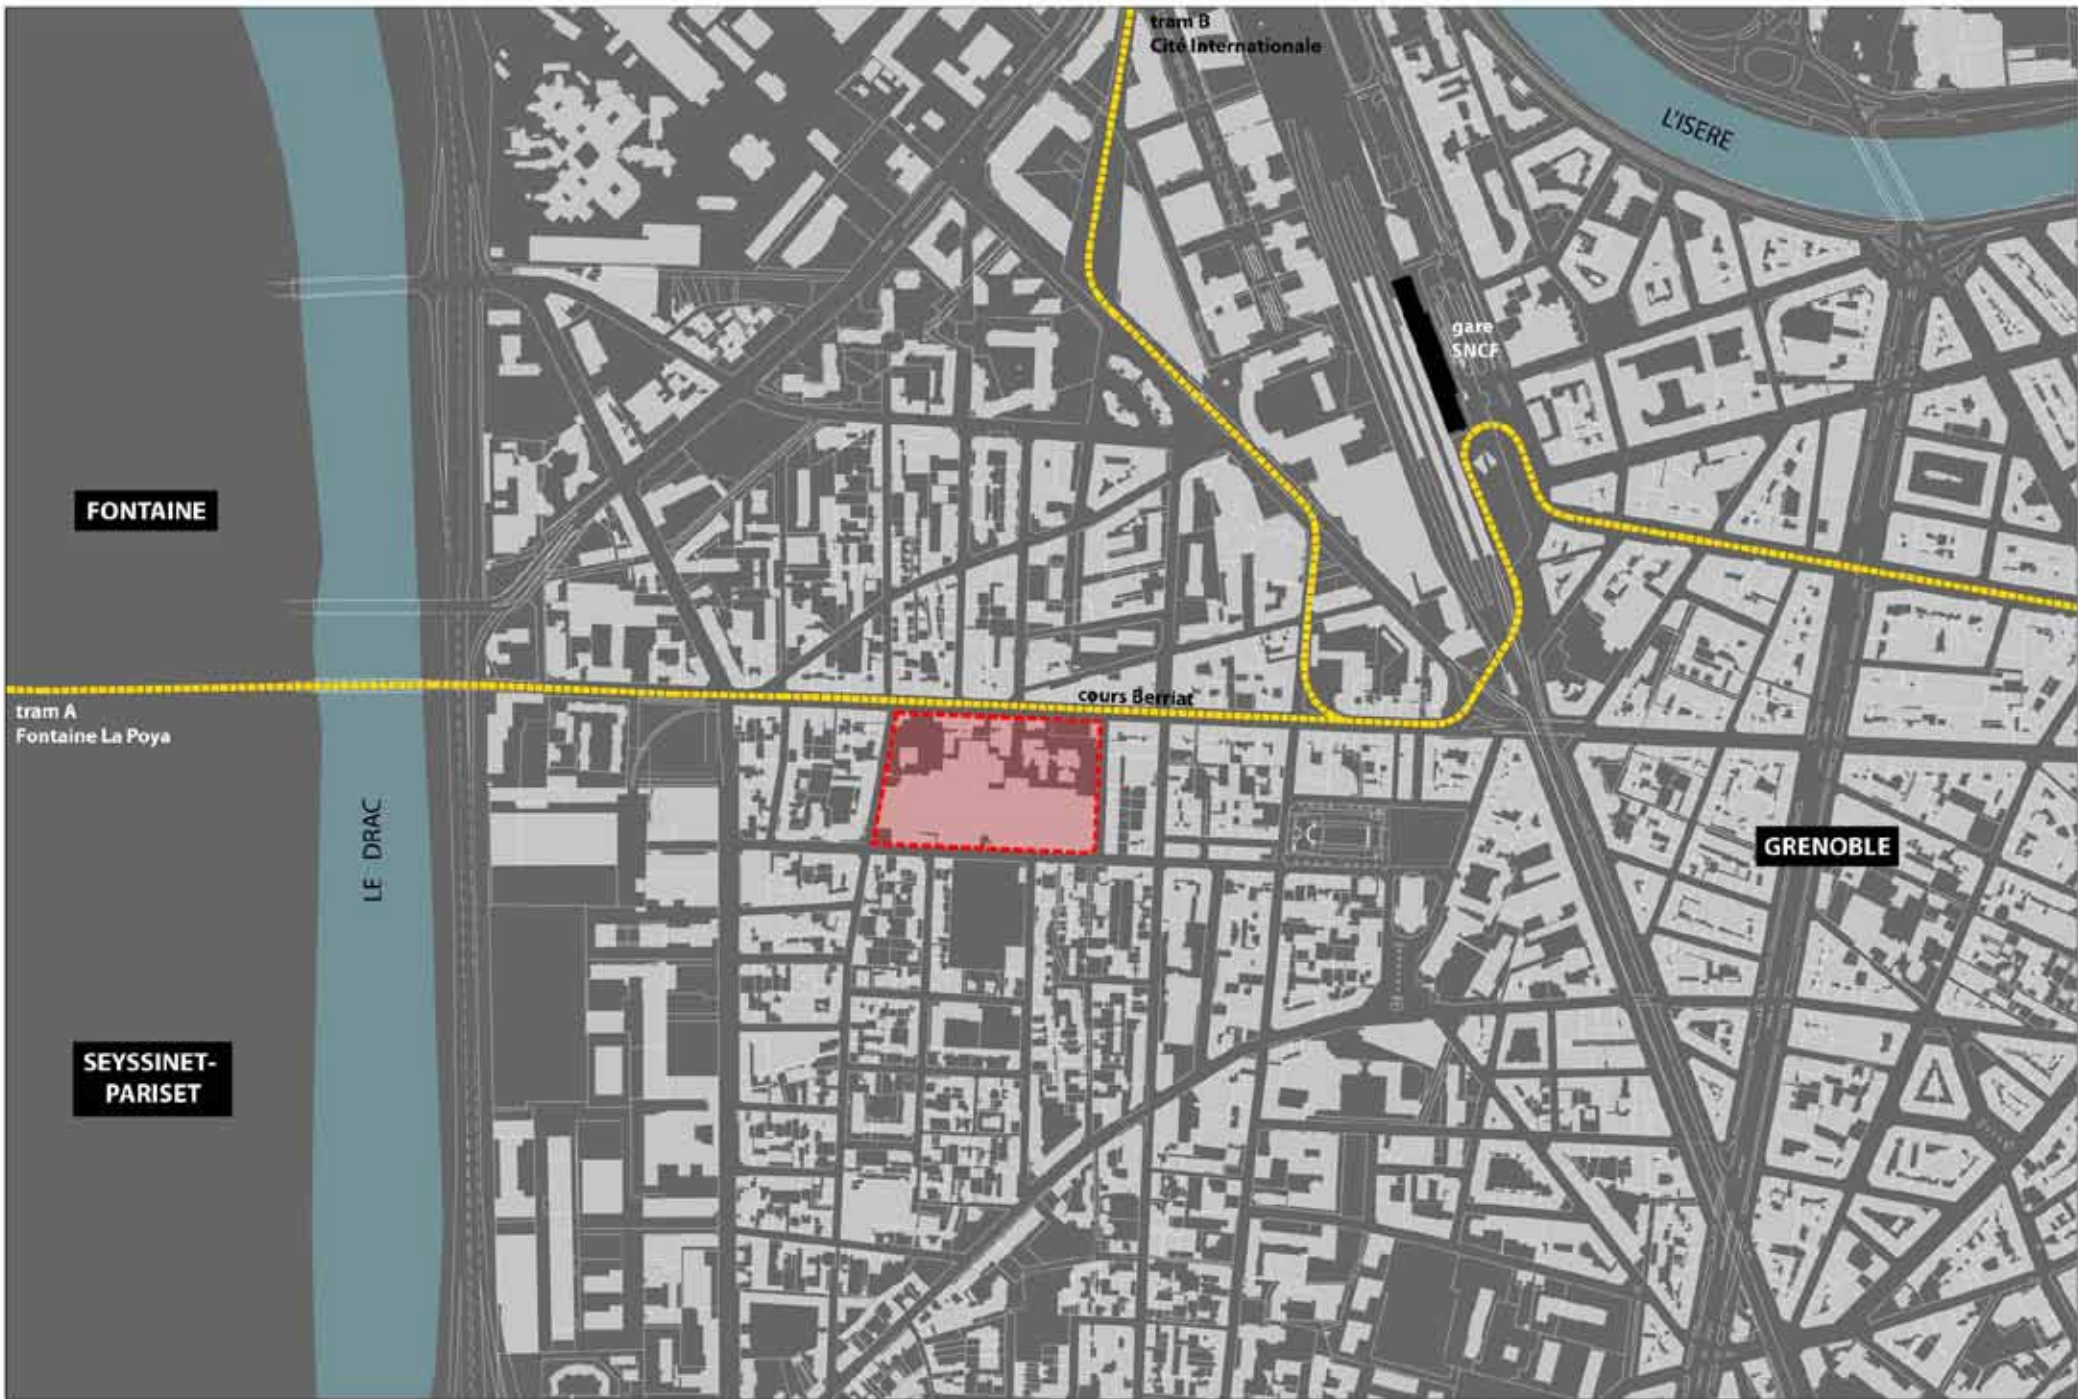 tram B
Cité Internationale
L'ISERE
gare
SNCF
FONTAINE
cours Berriat
tram A
Fontaine La Poya
LE DRAC
GRENOBLE
SEYSSINET-
PARISET